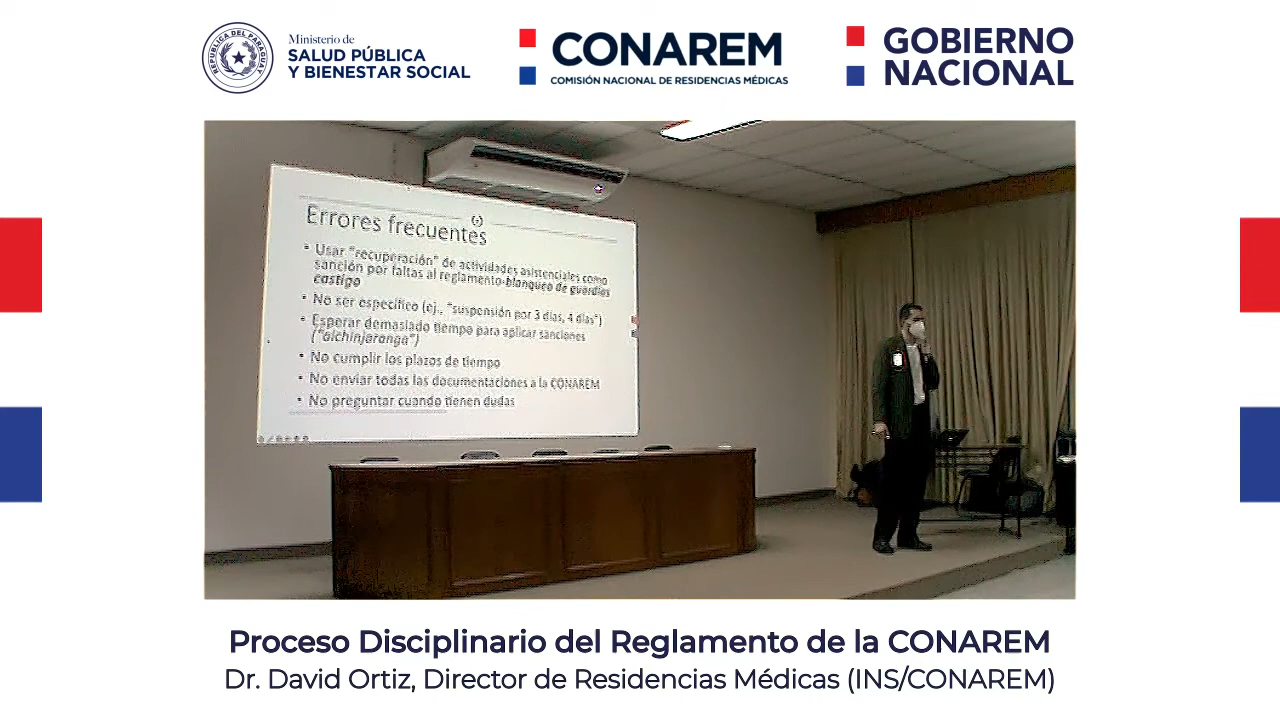 REPUBLICA DEL PARAGUAY
Ministerio de
SALUD PÚBLICA
Y BIENESTAR SOCIAL
CONAREM
COMISIÓN NACIONAL DE RESIDENCIAS MÉDICAS
GOBIERNO
NACIONAL
Errores frecuentes
• Usar "recuperación" de actividades asistenciales como
sanción por faltas al reglamento-blanqueo de guardias
castigo
• No ser específico (ej., "suspensión por 3 días, 4 días")
• Esperar demasiado tiempo para aplicar sanciones
("aichinjaranga")
• No cumplir los plazos de tiempo
• No enviar todas las documentaciones a la CONAREM
• No preguntar cuando tienen dudas
Proceso Disciplinario del Reglamento de la CONAREM
Dr. David Ortiz, Director de Residencias Médicas (INS/CONAREM)